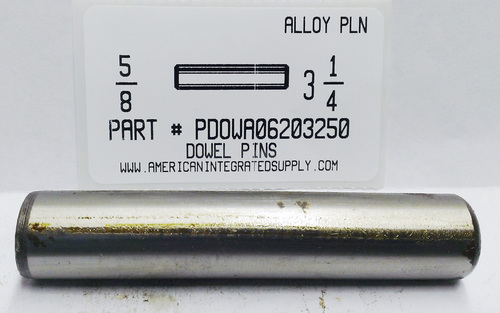 ALLOY PLN
5/8 3 1/4
PART # PDOWA06203250
DOWEL PINS
WWW.AMERICANINTEGRATEDSUPPLY.COM